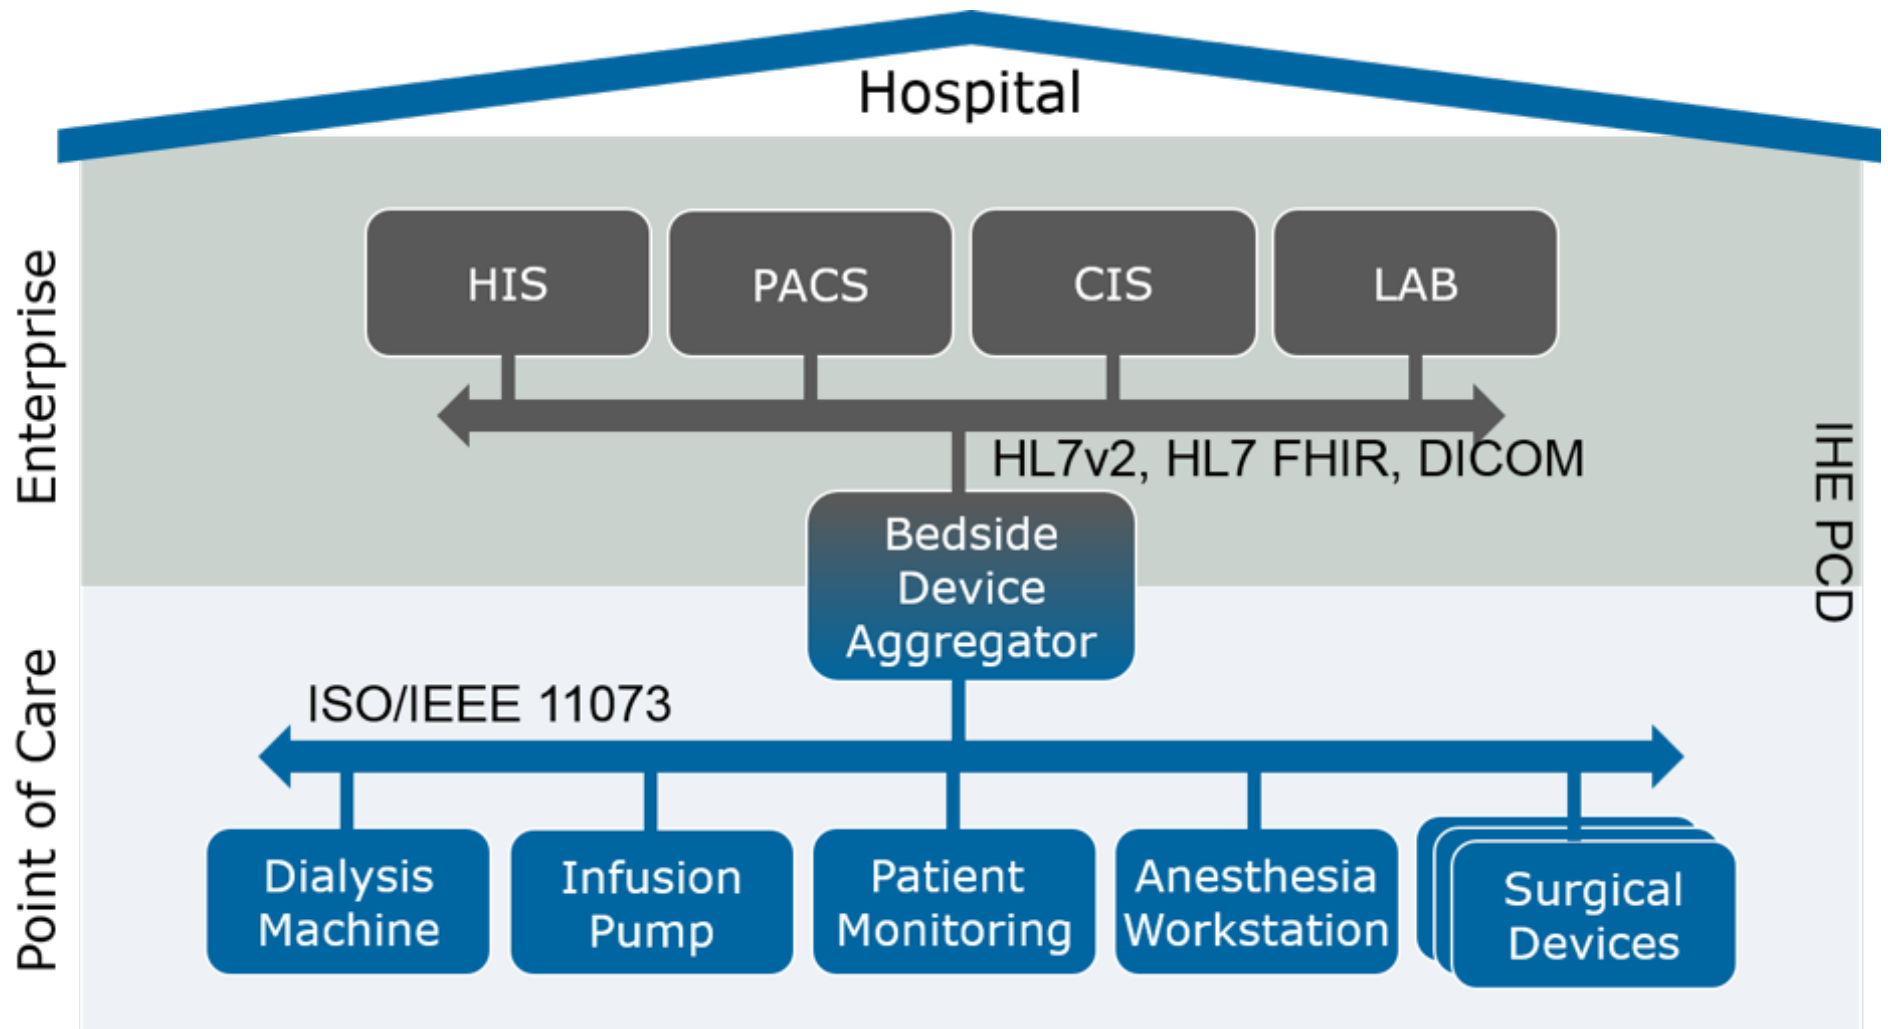 Hospital
Enterprise
HIS
PACS
CIS
LAB
HL7v2, HL7 FHIR, DICOM
IHE PCD
Bedside
Device
Aggregator
Point of Care
ISO/IEEE 11073
Dialysis
Machine
Infusion
Pump
Patient
Monitoring
Anesthesia
Workstation
Surgical
Devices